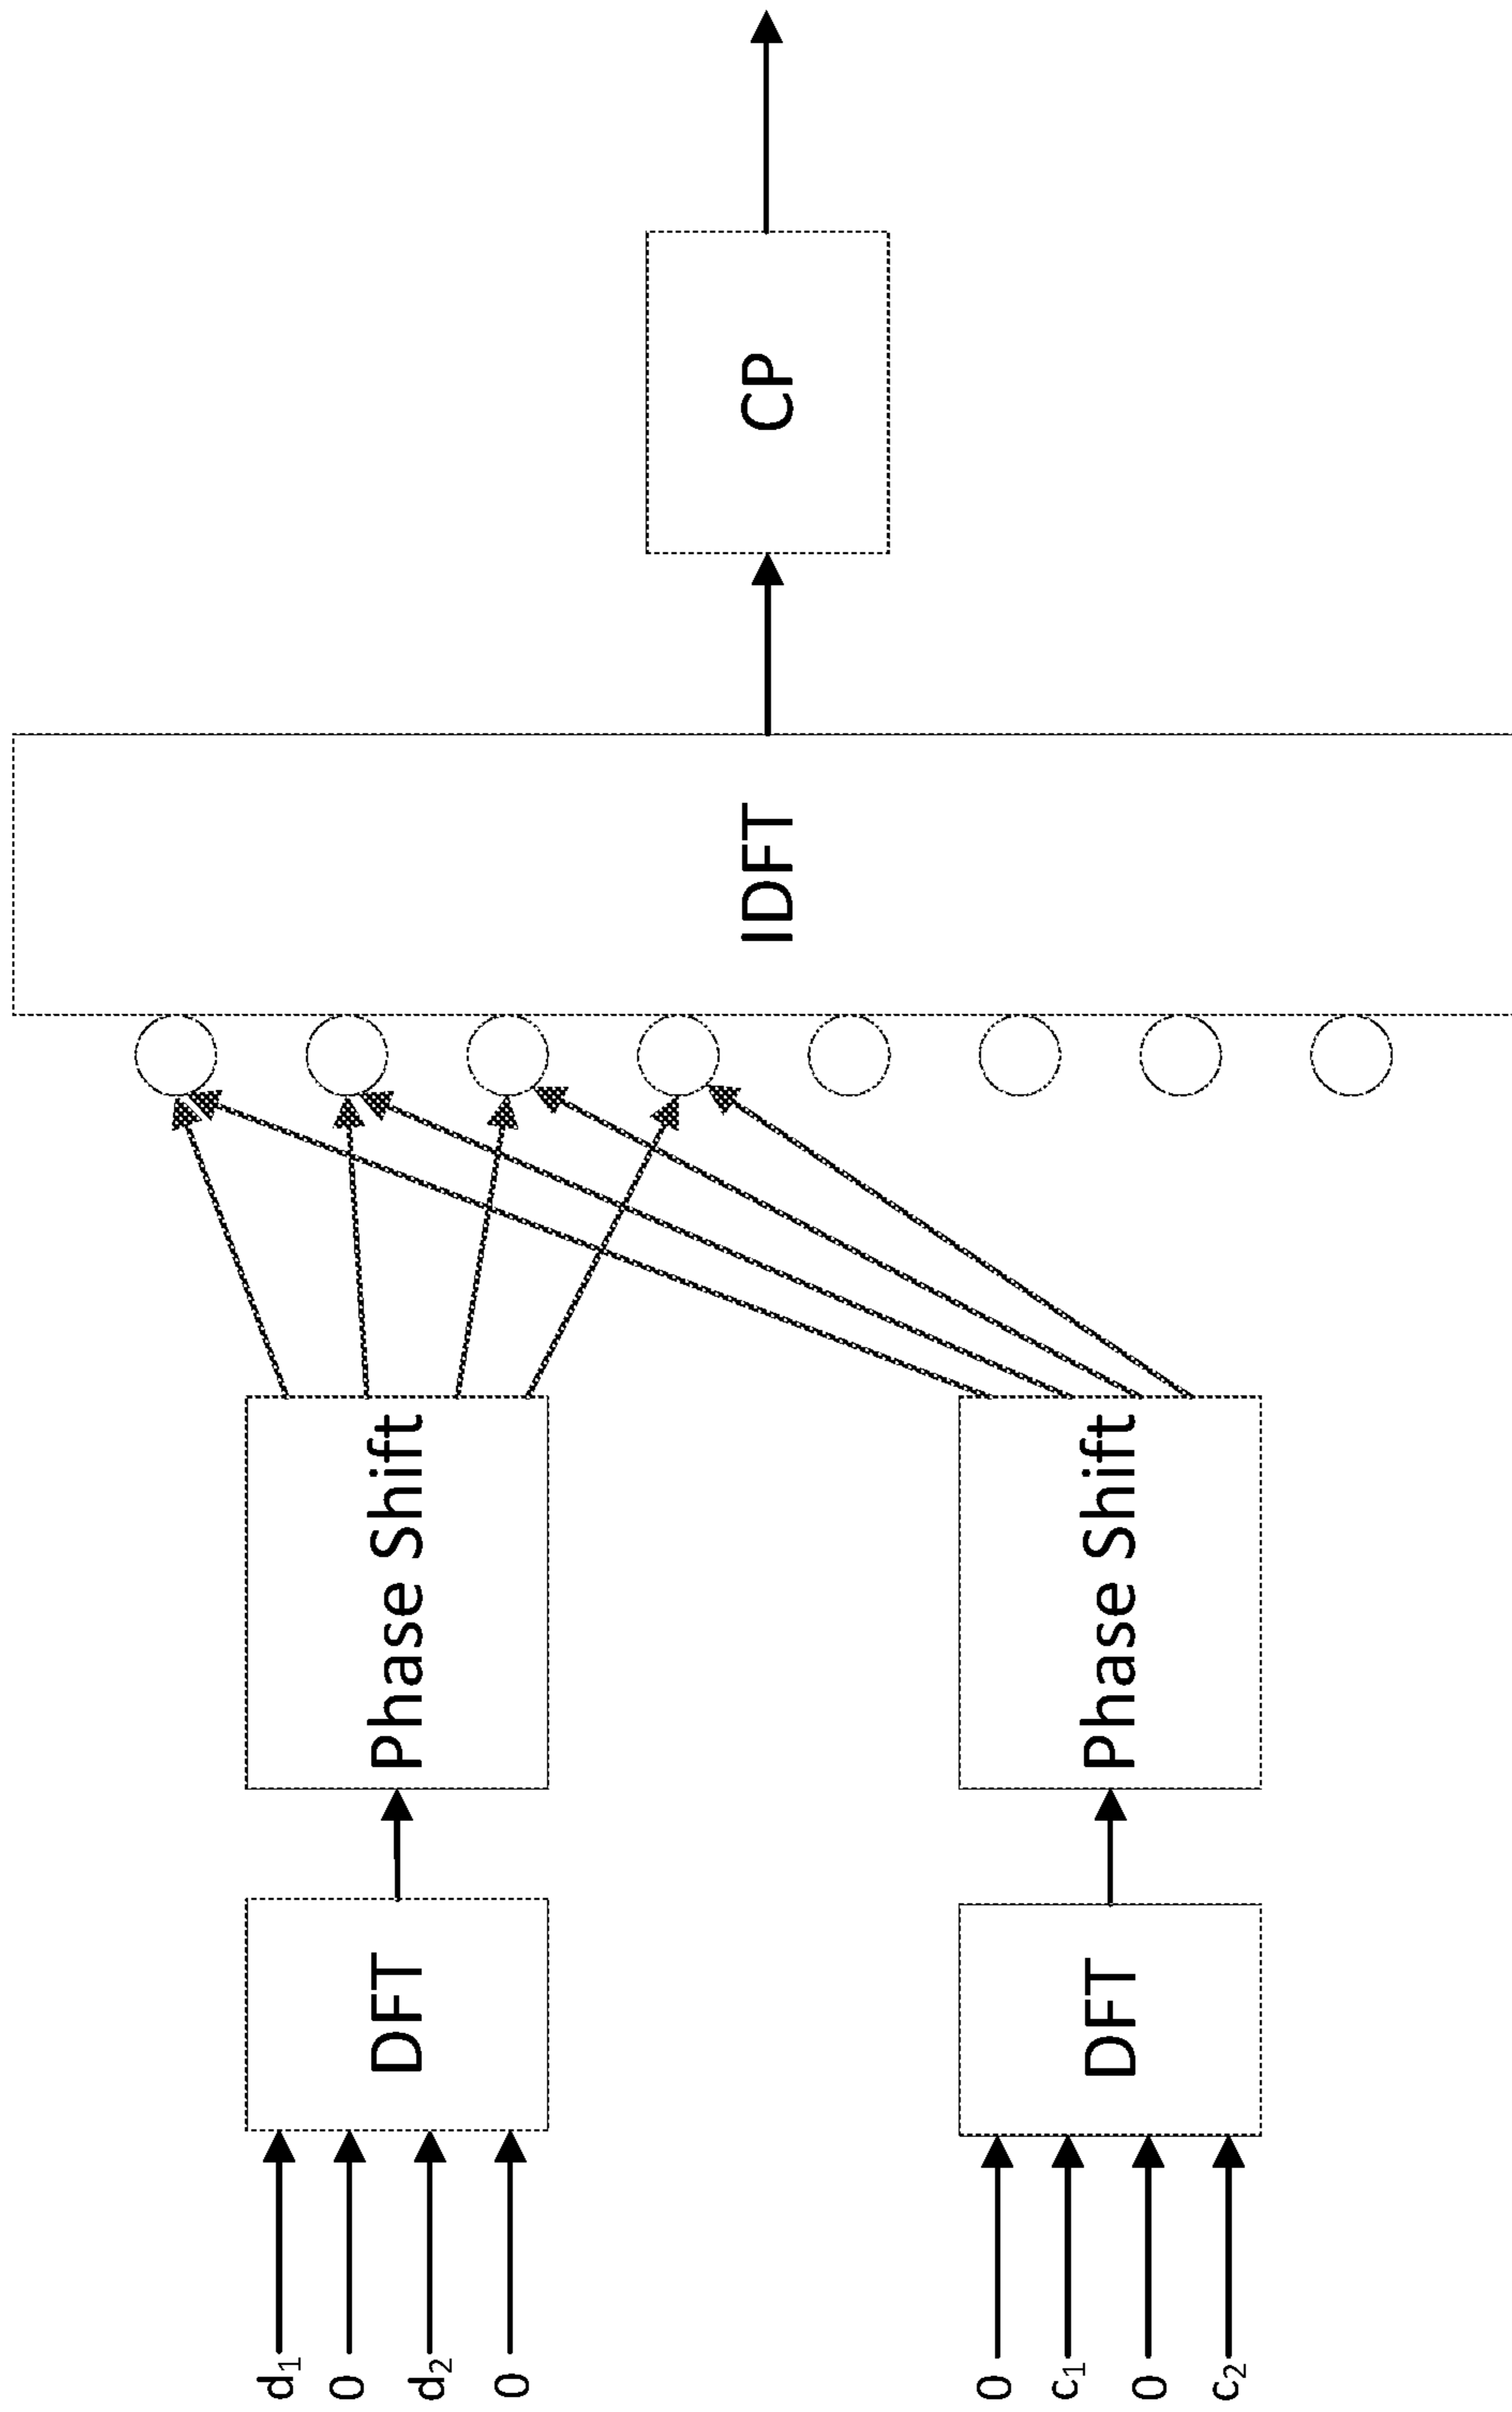 d1
0
d2
0
DFT
Phase Shift
0
c1
0
c2
DFT
Phase Shift
IDFT
CP